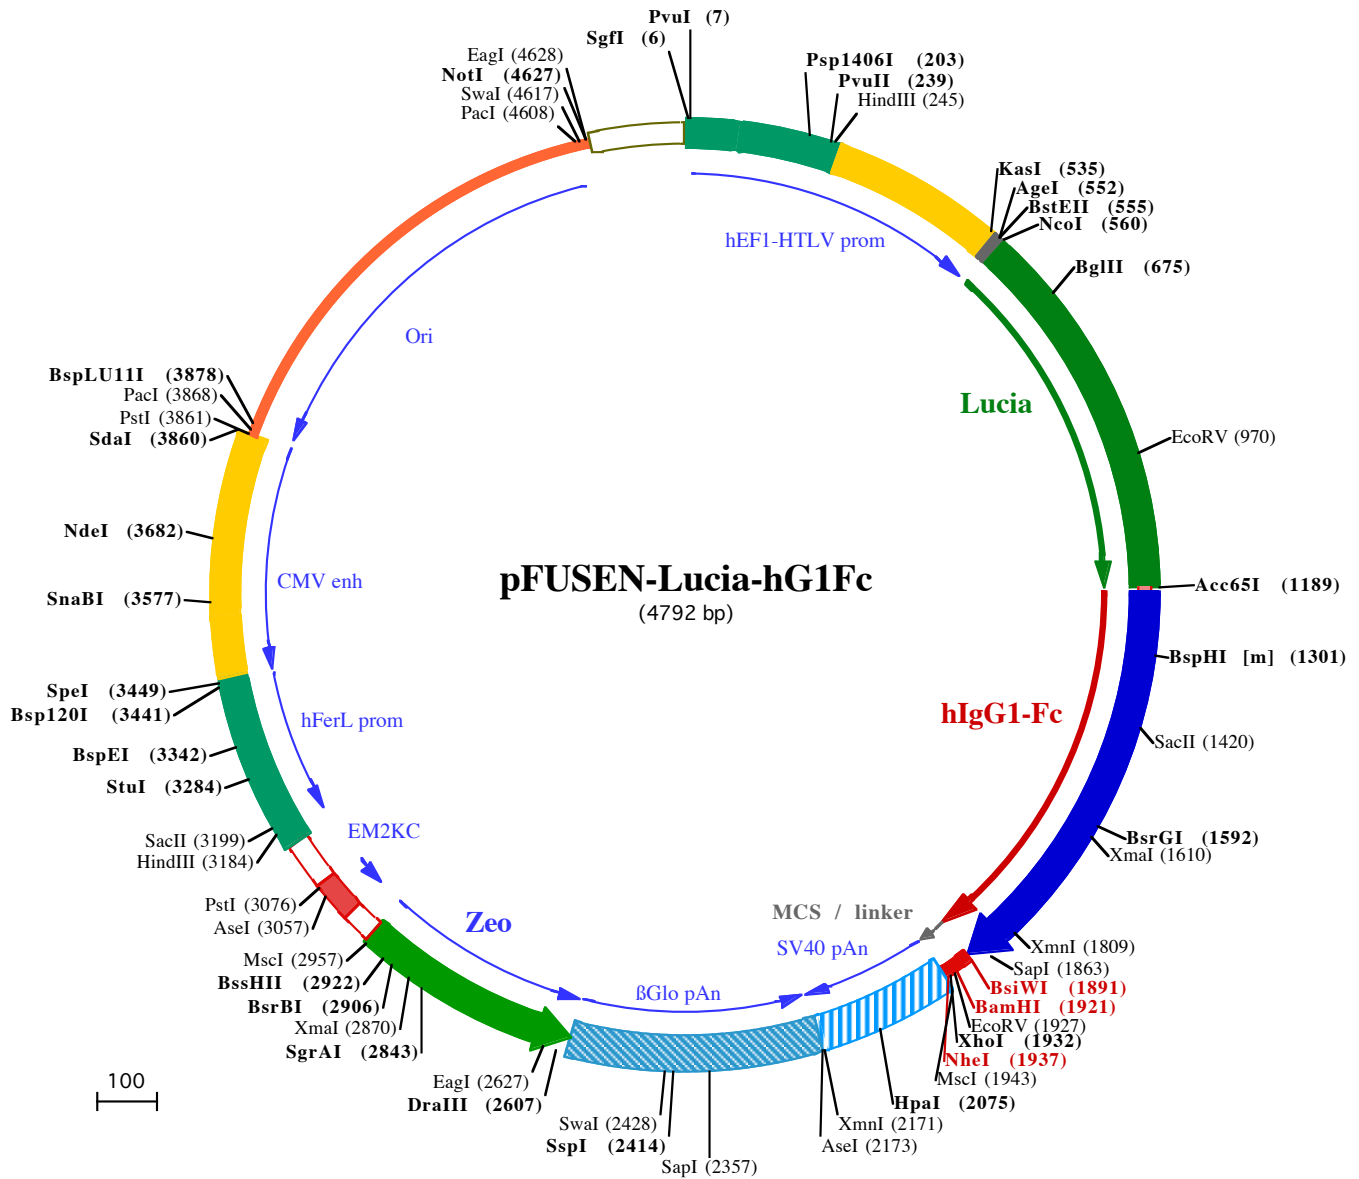 PvuI (7)
SgfI (6)
EagI (4628)
NotI (4627)
SwaI (4617)
PacI (4608)
Psp1406I (203)
PvuII (239)
HindIII (245)
KasI (535)
AgeI (552)
BstEII (555)
NcoI (560)
BglII (675)
hEF1-HTLV prom
Ori
Lucia
EcoRV (970)
BspLU11I (3878)
PacI (3868)
PstI (3861)
SdaI (3860)
NdeI (3682)
SnaBI (3577)
CMV enh
pFUSEN-Lucia-hG1Fc
(4792 bp)
Acc65I (1189)
BspHI [m] (1301)
SpeI (3449)
Bsp120I (3441)
hFerL prom
hIgG1-Fc
SacII (1420)
BspEI (3342)
StuI (3284)
SacII (3199)
HindIII (3184)
EM2KC
BsrGI (1592)
XmaI (1610)
PstI (3076)
AseI (3057)
Zeo
MCS / linker
SV40 pAn
ßGlo pAn
XmnI (1809)
SapI (1863)
BsiWI (1891)
BamHI (1921)
EcoRV (1927)
XhoI (1932)
NheI (1937)
MscI (1943)
HpaI (2075)
XmnI (2171)
AseI (2173)
MscI (2957)
BssHII (2922)
BsrBI (2906)
XmaI (2870)
SgrAI (2843)
EagI (2627)
DraIII (2607)
SwaI (2428)
SspI (2414)
SapI (2357)
100